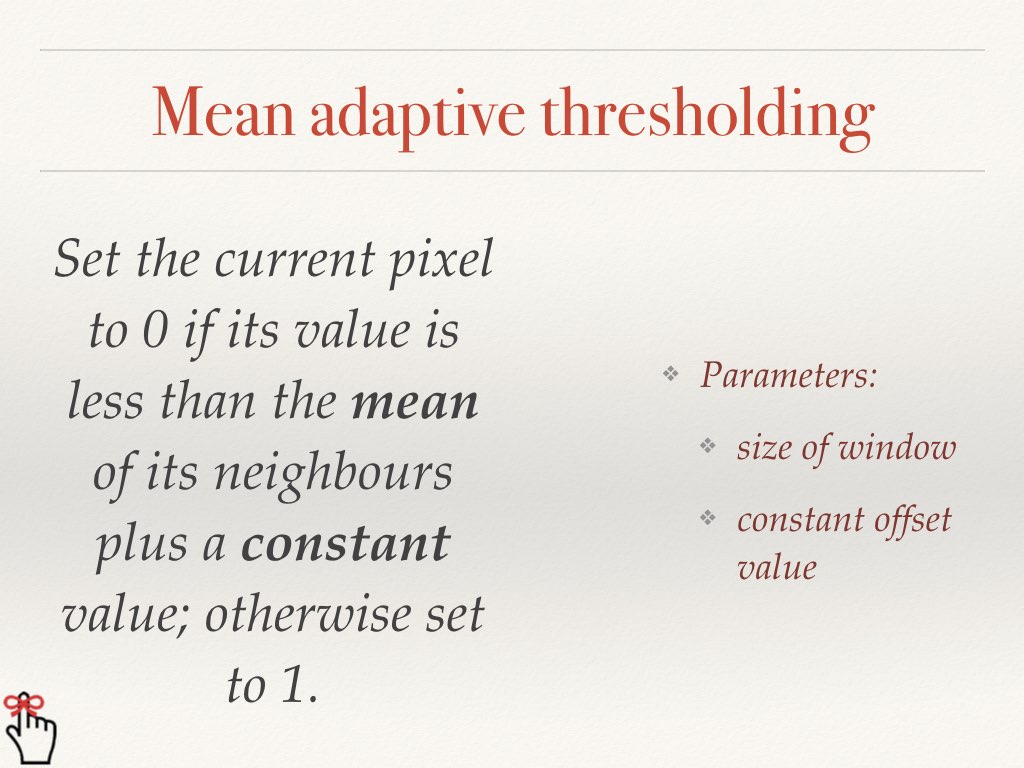 Mean adaptive thresholding
Set the current pixel
to 0 if its value is
less than the mean
of its neighbours
plus a constant
value; otherwise set
to 1.
❖ Parameters:
❖ size of window
❖ constant offset
value